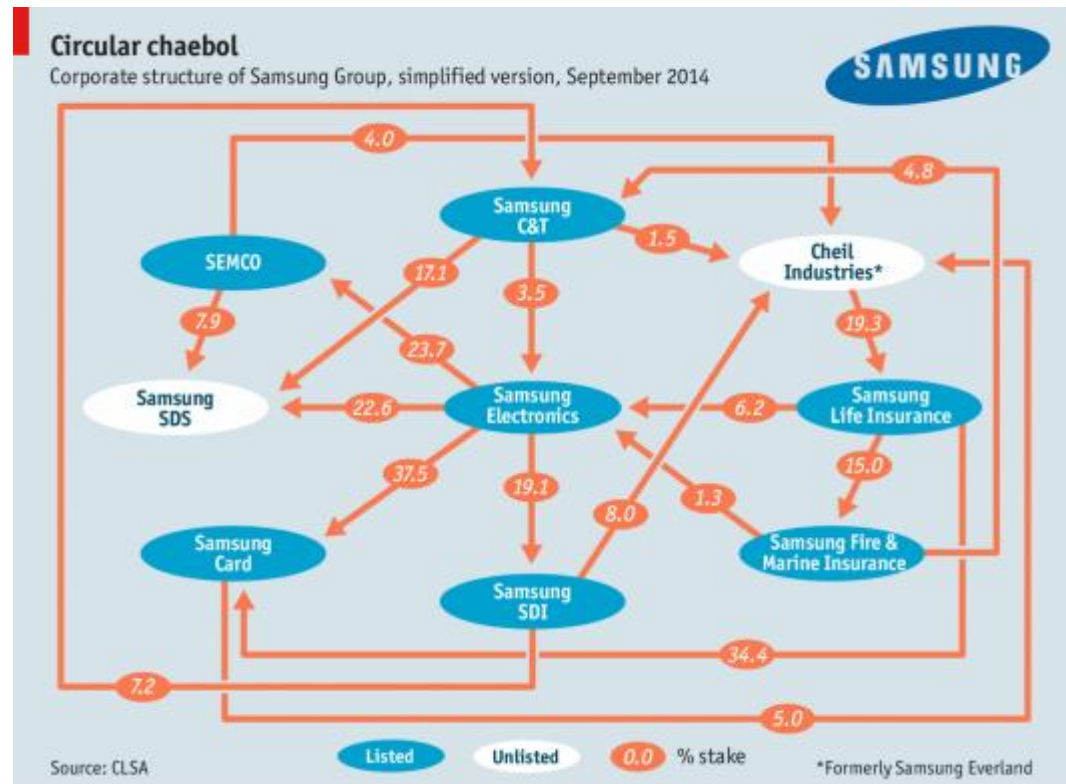 Circular chaebol
Corporate structure of Samsung Group, simplified version, September 2014
SAMSUNG
4.0
4.8
Samsung
C&T
1.5
SEMCO
Cheil
Industries*
17.1
3.5
7.9
23.7
19.3
Samsung
SDS
22.6
Samsung
Electronics
6.2
Samsung
Life Insurance
37.5
19.1
8.0
1.3
15.0
Samsung
Card
Samsung Fire &
Marine Insurance
Samsung
SDI
34.4
7.2
5.0
Listed
Unlisted
0.0
% stake
Source: CLSA
*Formerly Samsung Everland